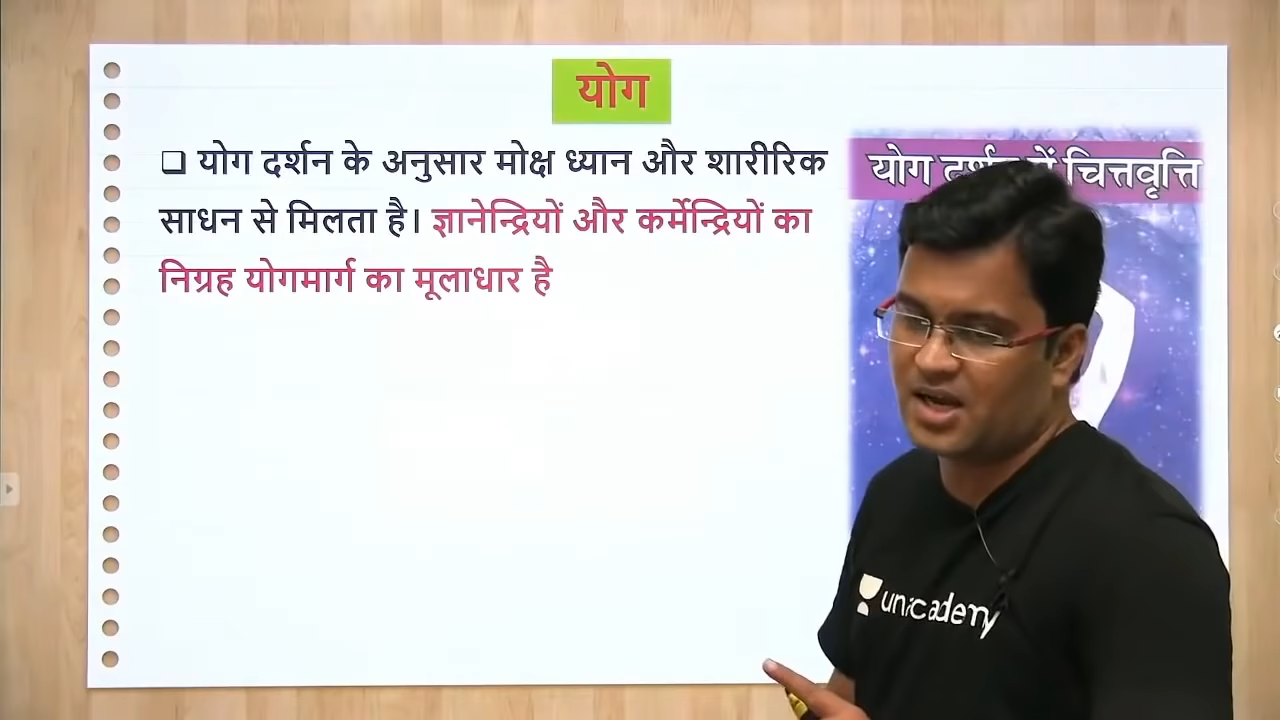 योग
❑ योग दर्शन के अनुसार मोक्ष ध्यान और शारीरिक
साधन से मिलता है। ज्ञानेन्द्रियों और कर्मेन्द्रियों का
निग्रह योगमार्ग का मूलाधार है
योग चित्तवृत्ति
unacademy